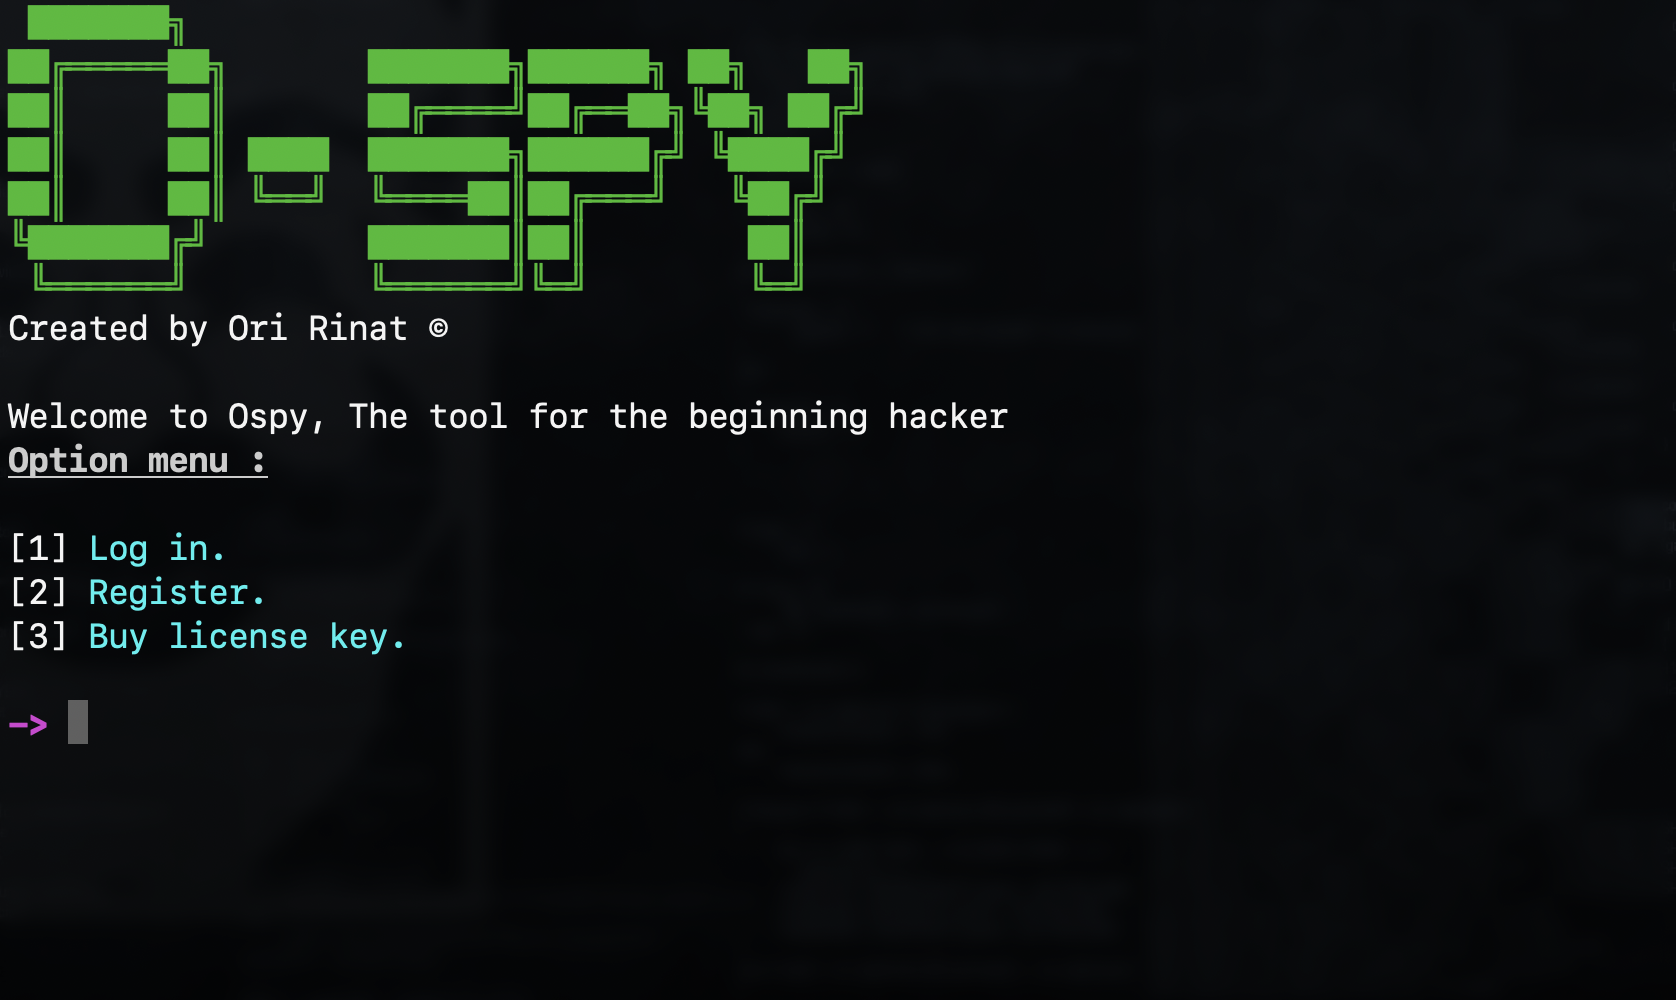 O-SPY
Created by Ori Rinat ©
Welcome to Ospy, The tool for the beginning hacker
Option menu :
[1] Log in.
[2] Register.
[3] Buy license key.
->